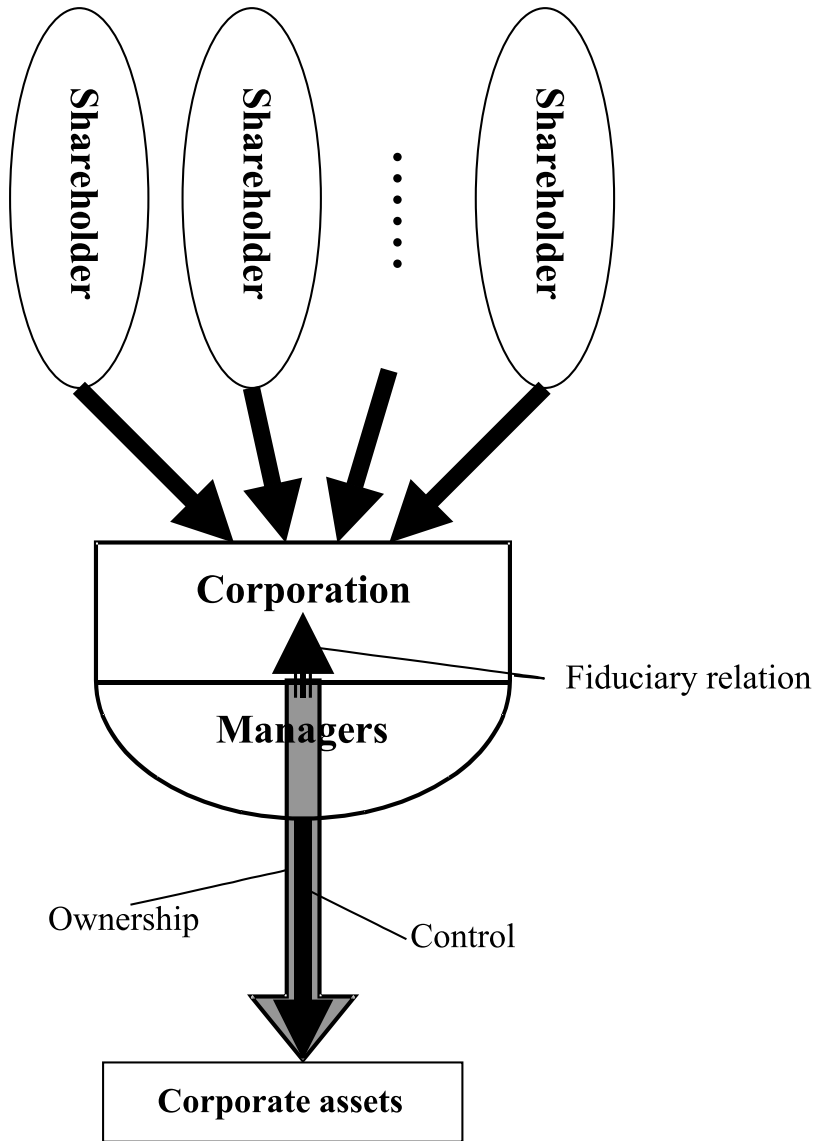 Shareholder
Shareholder
......
Shareholder
Corporation
Fiduciary relation
Managers
Ownership
Control
Corporate assets